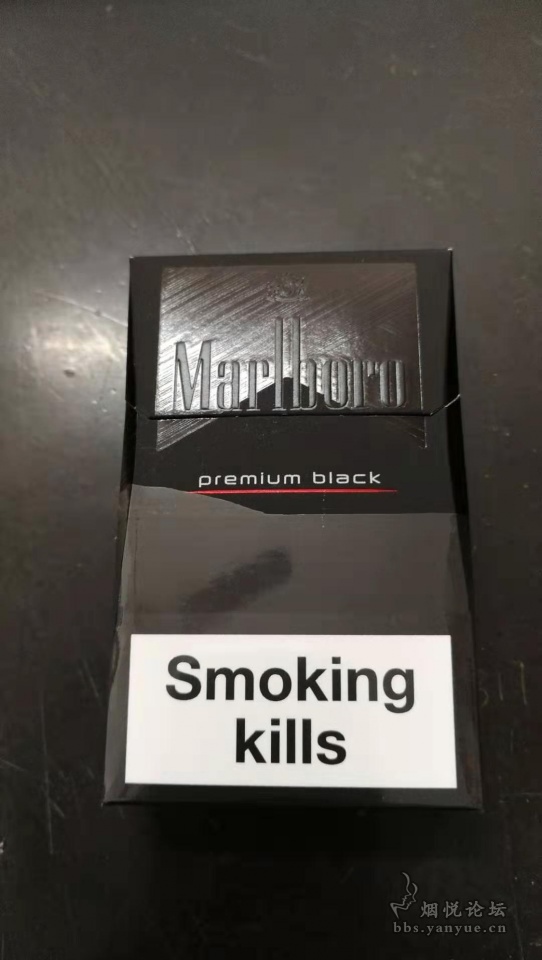 Marlboro
premium black
Smoking
kills
烟悦论坛
bbs.yanyue.cn